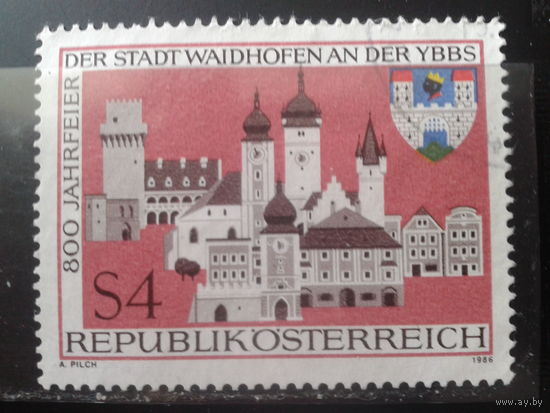 DER STADT WAIDHOFEN AN DER YBBS
800 JAHRFEIER
S4
REPUBLIK ÖSTERREICH
A. PILCH
1986
www.ay.by